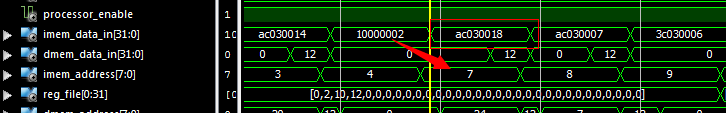 processor_enable 1
imem_data_in[31:0] 10 ac030014 10000002 ac030018 ac030007 3c030006
dmem_data_in[31:0] 0 0 12 0 12 0 12 0
imem_address[7:0] 7 3 4 7 8 9
reg_file[0:31] [0 [0,2,10,12,0,0,0,0,0,0,0,0,0,0,0,0,0,0,0,0,0,0,0,0,0,0,0,0,0,0,0,0]